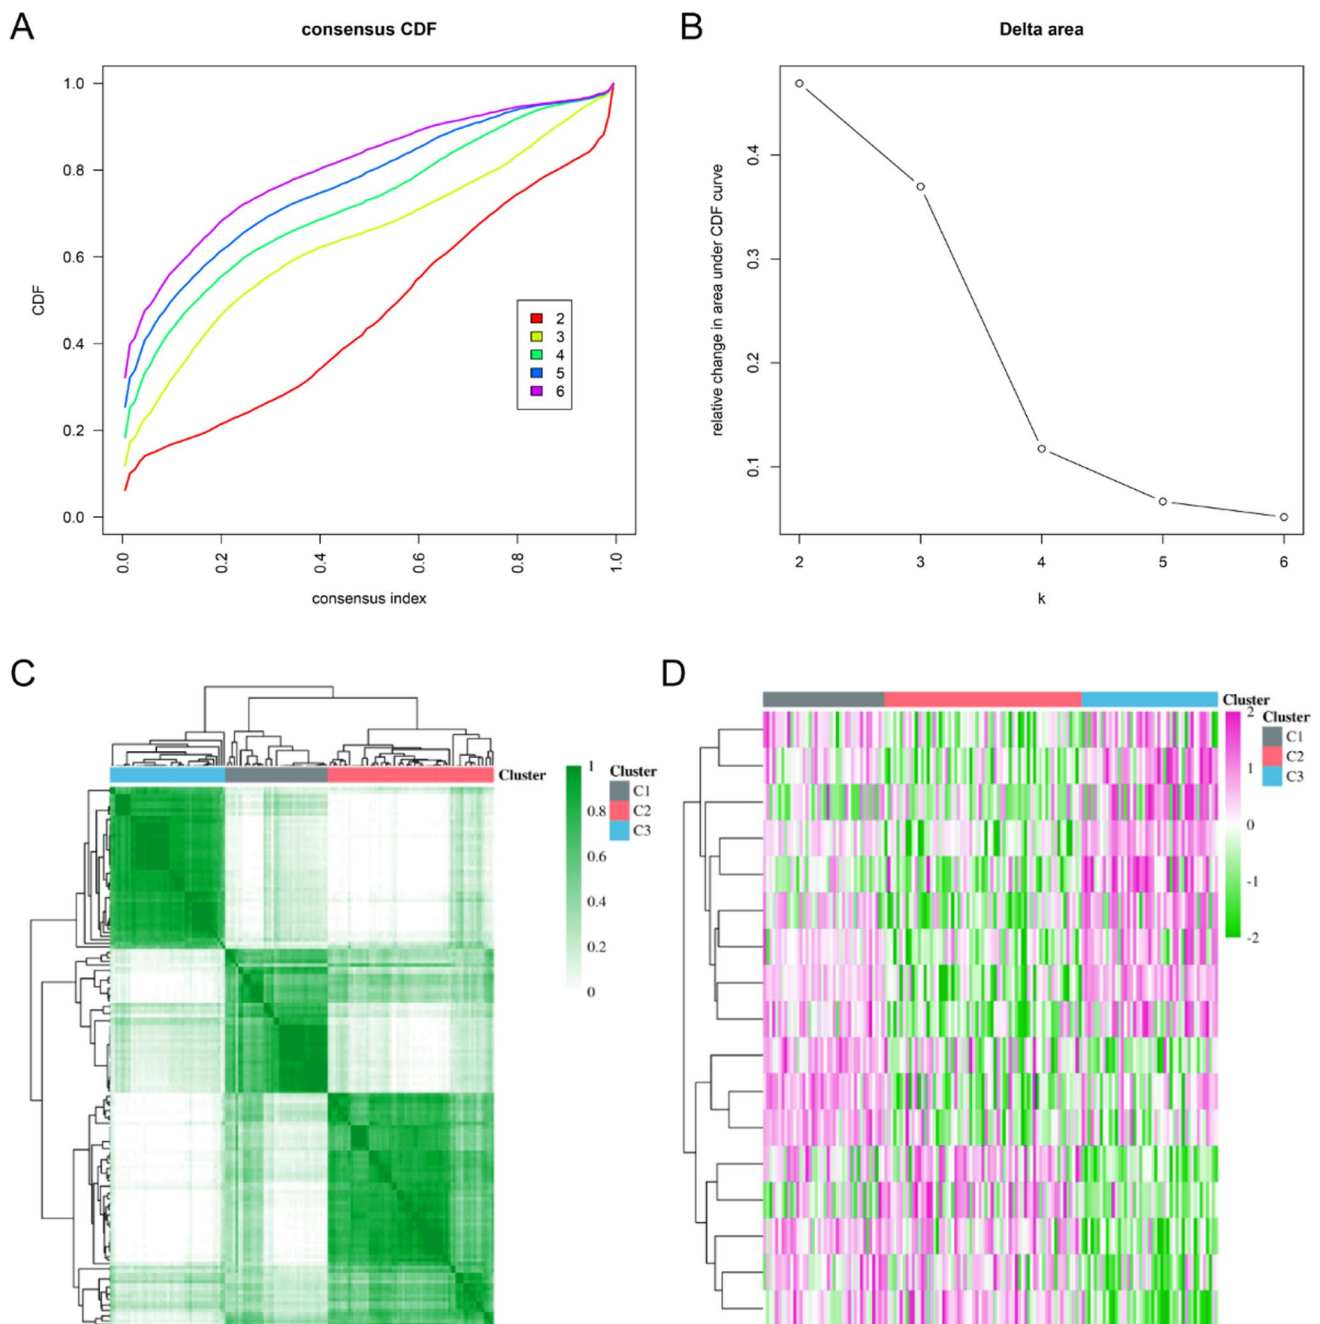 A
consensus CDF
CDF
1.0
0.8
0.6
0.4
0.2
0.0
2
3
4
5
6
0.0 0.2 0.4 0.6 0.8 1.0
consensus index
B
Delta area
relative change in area under CDF curve
0.4
0.3
0.2
0.1
2 3 4 5 6
k
C
Cluster
1
0.8
0.6
0.4
0.2
0
Cluster
C1
C2
C3
D
Cluster
2
1
0
-1
-2
Cluster
C1
C2
C3